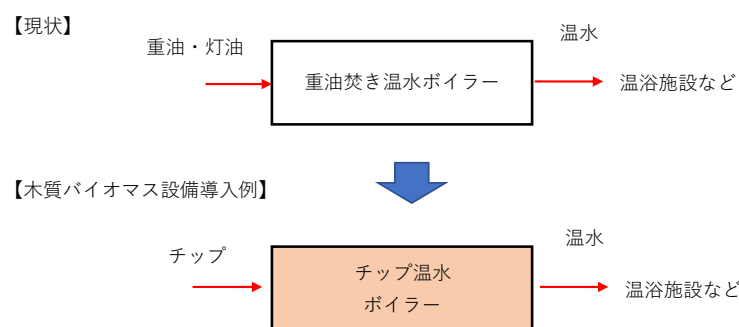 【現状】
重油・灯油
重油焚き温水ボイラー
温水
温浴施設など
【木質バイオマス設備導入例】
チップ
チップ温水
ボイラー
温水
温浴施設など